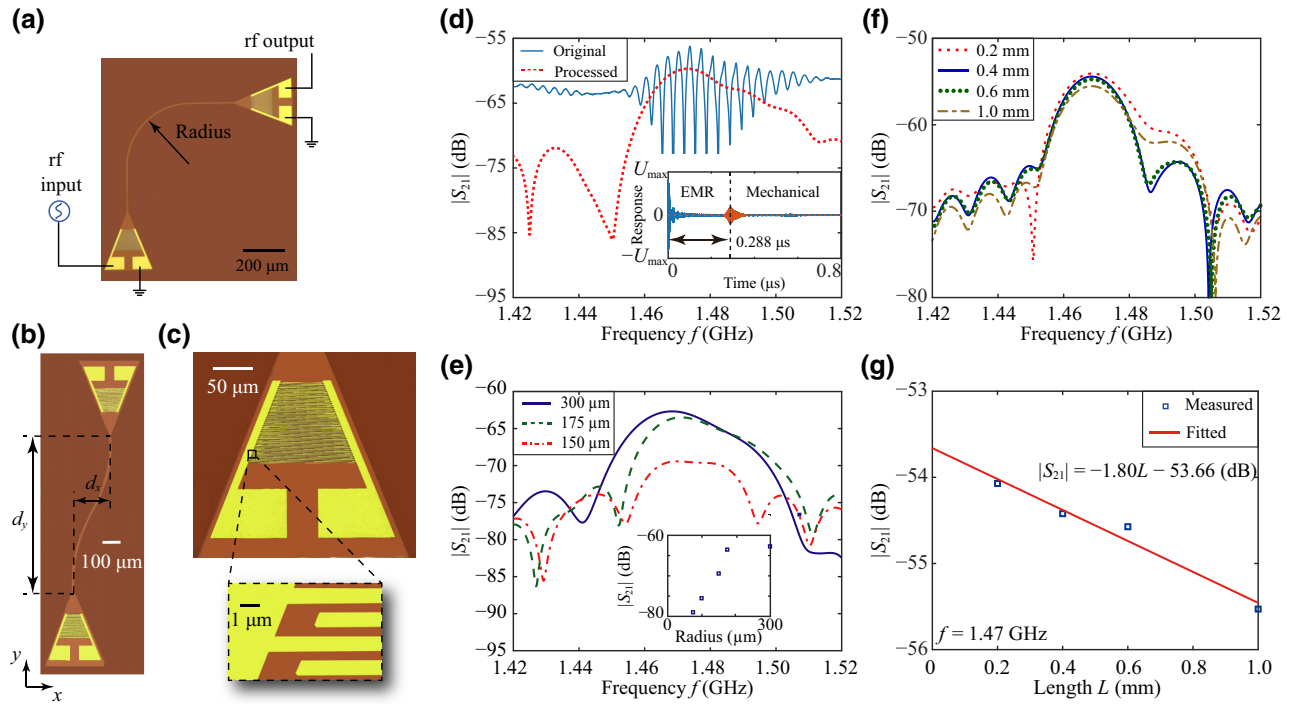 (a)
rf output
Radius
rf
input
200 μm
(b)
d_x
d_y
100 μm
y
x
(c)
50 μm
1 μm
(d)
−55
−65
−75
−85
−95
|S21| (dB)
Original
Processed
U_max
0
−U_max
Response
EMR
Mechanical
0.288 μs
0
0.8
Time (μs)
1.42
1.44
1.46
1.48
1.50
1.52
Frequency f (GHz)
(e)
−60
−65
−70
−75
−80
−85
−90
−95
|S21| (dB)
300 μm
175 μm
150 μm
−60
−80
|S21| (dB)
0
300
Radius (μm)
1.42
1.44
1.46
1.48
1.50
1.52
Frequency f (GHz)
(f)
−50
−60
−70
−80
|S21| (dB)
0.2 mm
0.4 mm
0.6 mm
1.0 mm
1.42
1.44
1.46
1.48
1.50
1.52
Frequency f (GHz)
(g)
−53
−54
−55
−56
|S21| (dB)
Measured
Fitted
|S21| = −1.80L − 53.66 (dB)
f = 1.47 GHz
0
0.2
0.4
0.6
0.8
1.0
Length L (mm)